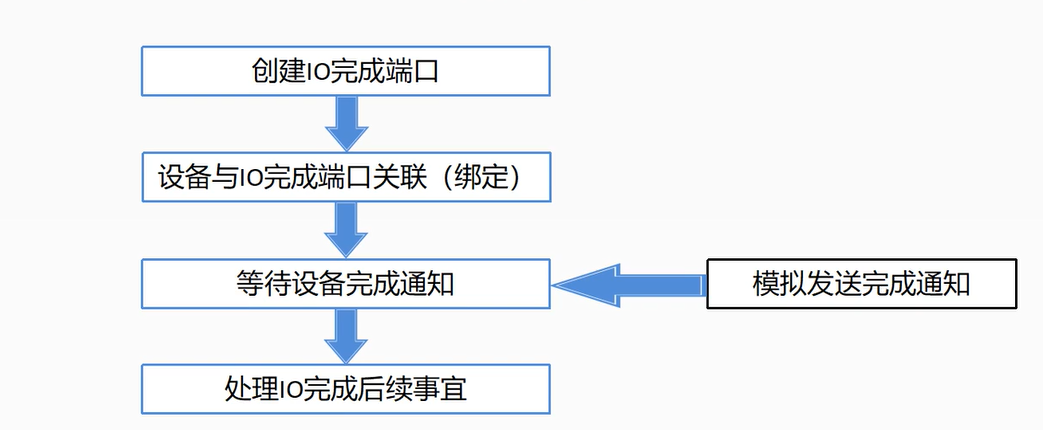 创建IO完成端口
设备与IO完成端口关联（绑定）
等待设备完成通知
模拟发送完成通知
处理IO完成后续事宜